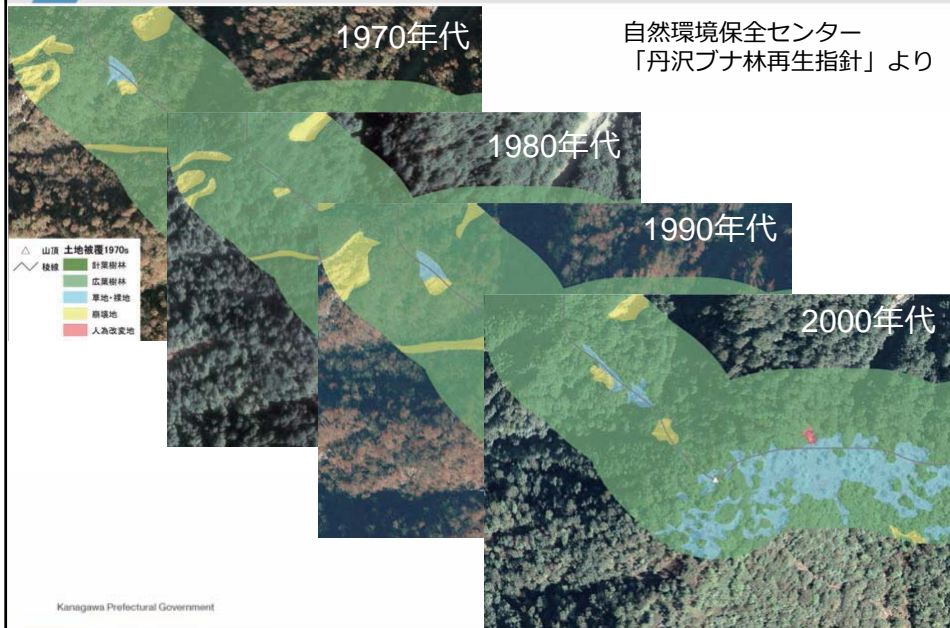 1970年代
自然環境保全センター
「丹沢ブナ林再生指針」より
1980年代
1990年代
2000年代
山頂
稜線
土地被覆1970s
針葉樹林
広葉樹林
草地・裸地
崩壊地
人為改変地
Kanagawa Prefectural Government